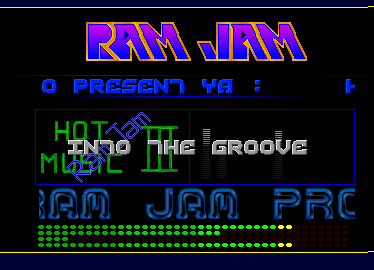 RAM JAM
O PRESENT YA :
HOT
MUSIC III
Ram Jam
INTO THE GROOVE
RAM JAM PRO